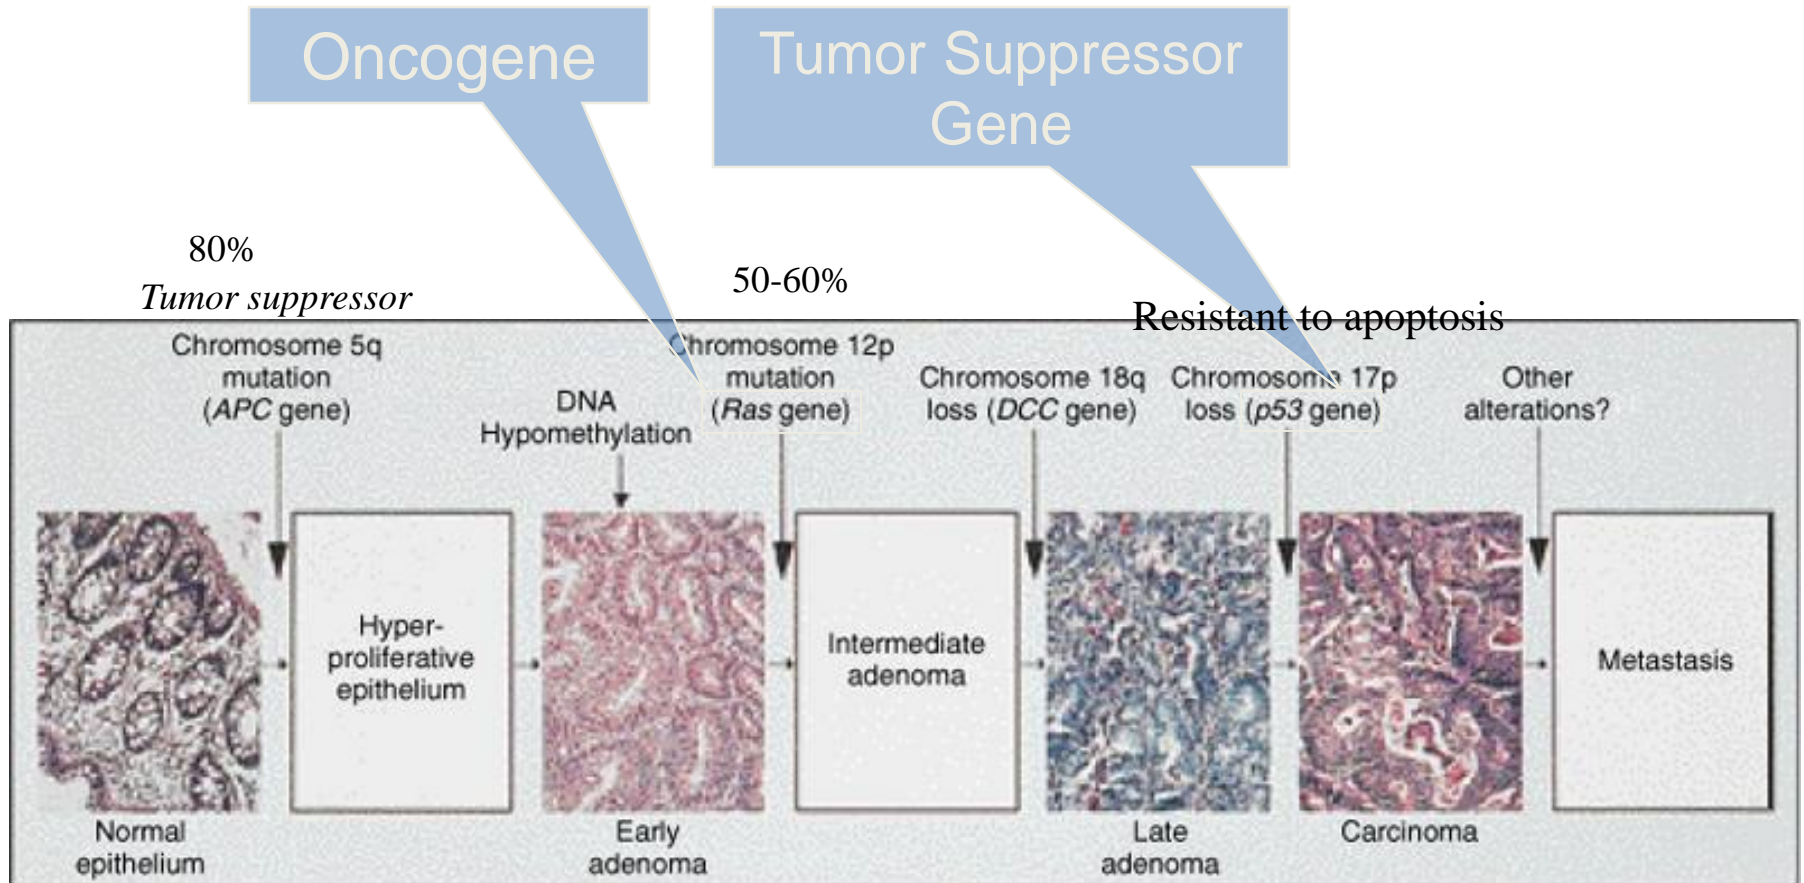 Oncogene
Tumor Suppressor
Gene
80%
Tumor suppressor
50-60%
Resistant to apoptosis
Chromosome 5q
mutation
(APC gene)
DNA
Hypomethylation
Chromosome 12p
mutation
(Ras gene)
Chromosome 18q
loss (DCC gene)
Chromosome 17p
loss (p53 gene)
Other
alterations?
Hyper-
proliferative
epithelium
Intermediate
adenoma
Metastasis
Normal
epithelium
Early
adenoma
Late
adenoma
Carcinoma